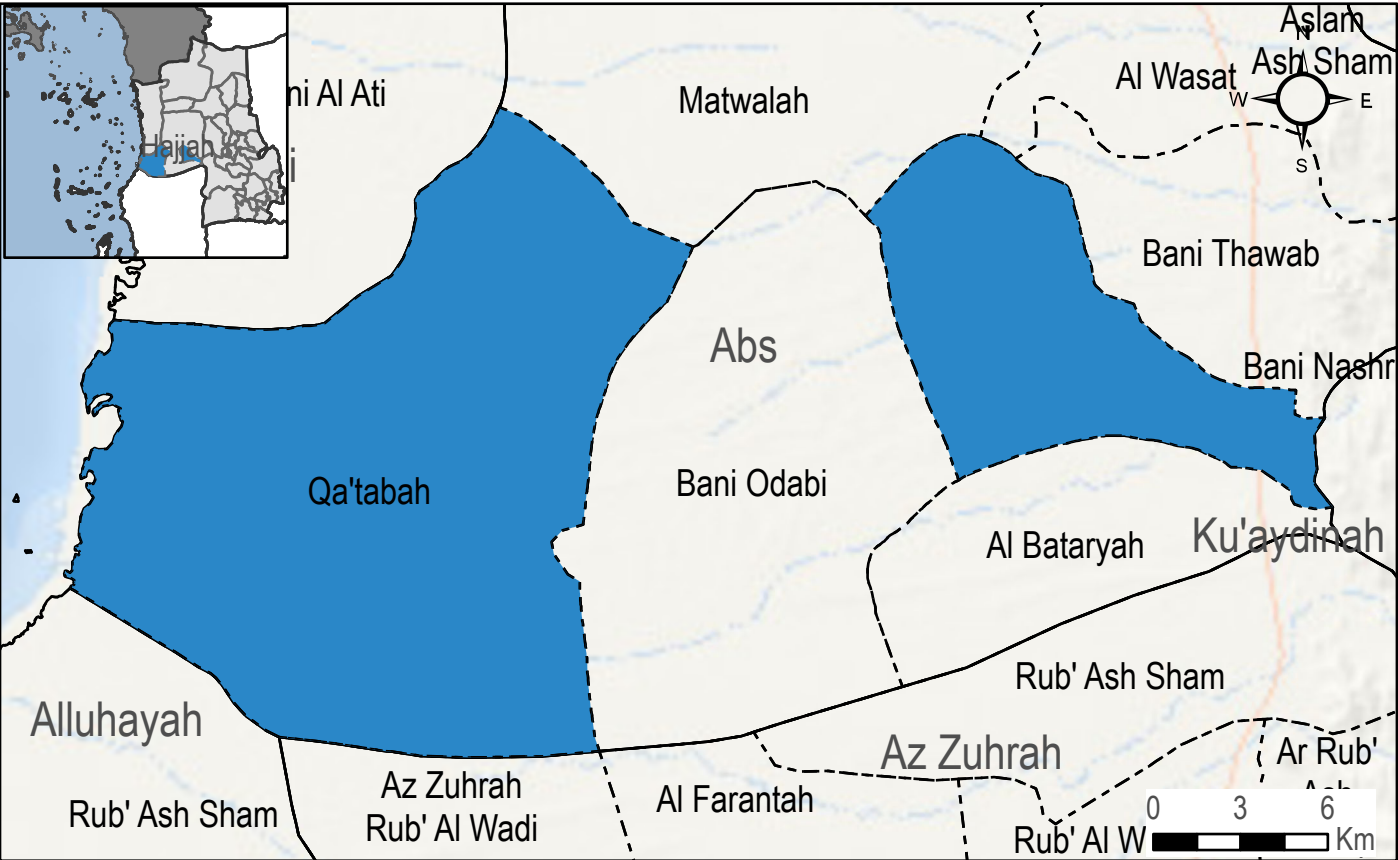 Aslam
Ash Sham
Al Wasat
N
W
E
S
ni Al Ati
Matwalah
Hajjah
i
Bani Thawab
Abs
Bani Nashr
Qa'tabah
Bani Odabi
Al Bataryah
Ku'aydinah
Rub' Ash Sham
Alluhayah
Az Zuhrah
Ar Rub'
Az Zuhrah
Rub' Al Wadi
Al Farantah
Rub' Ash Sham
Rub' Al W
0 3 6
Km